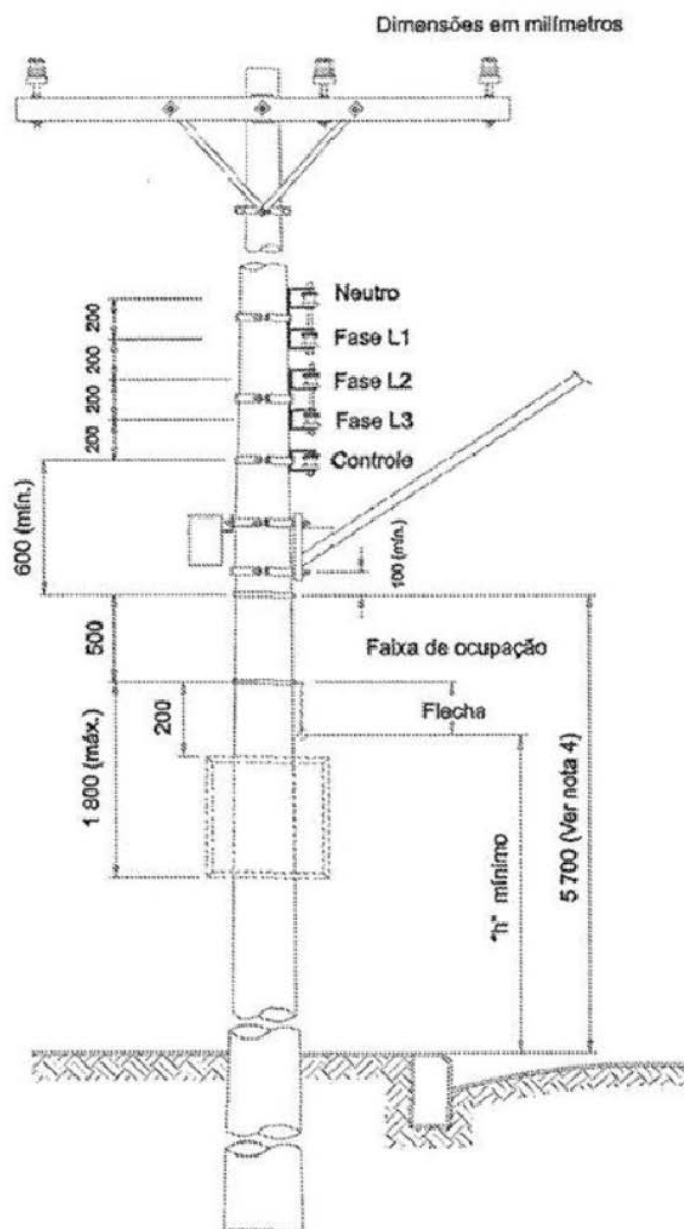 Dimensões em milímetros
Neutro
200
Fase L1
200
Fase L2
200
Fase L3
200
Controle
600 (mín.)
100 (mín.)
500
Faixa de ocupação
200
Flecha
1 800 (máx.)
"h" mínimo
5 700 (Ver nota 4)